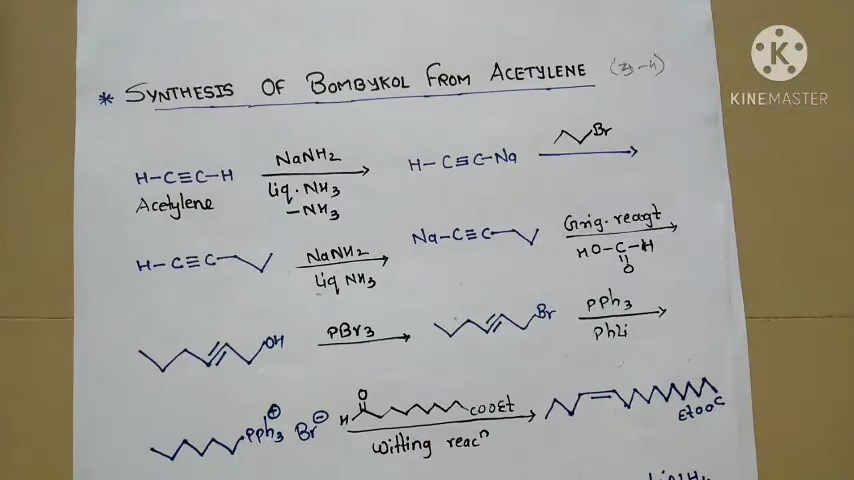 K
KINEMASTER
* SYNTHESIS OF BOMBYKOL FROM ACETYLENE
H-C≡C-H
NaNH2
Liq. NH3
-NH3
H-C≡C-Na
Br
Acetylene
H-C≡C
NaNH2
Liq NH3
Na-C≡C
Grig. reagt
HO-C-H
O
OH
PBr3
Br
pph3
PhLi
pph3 ⊕ Br ⊖
O
H
COOEt
Witting reacn
EtOOC